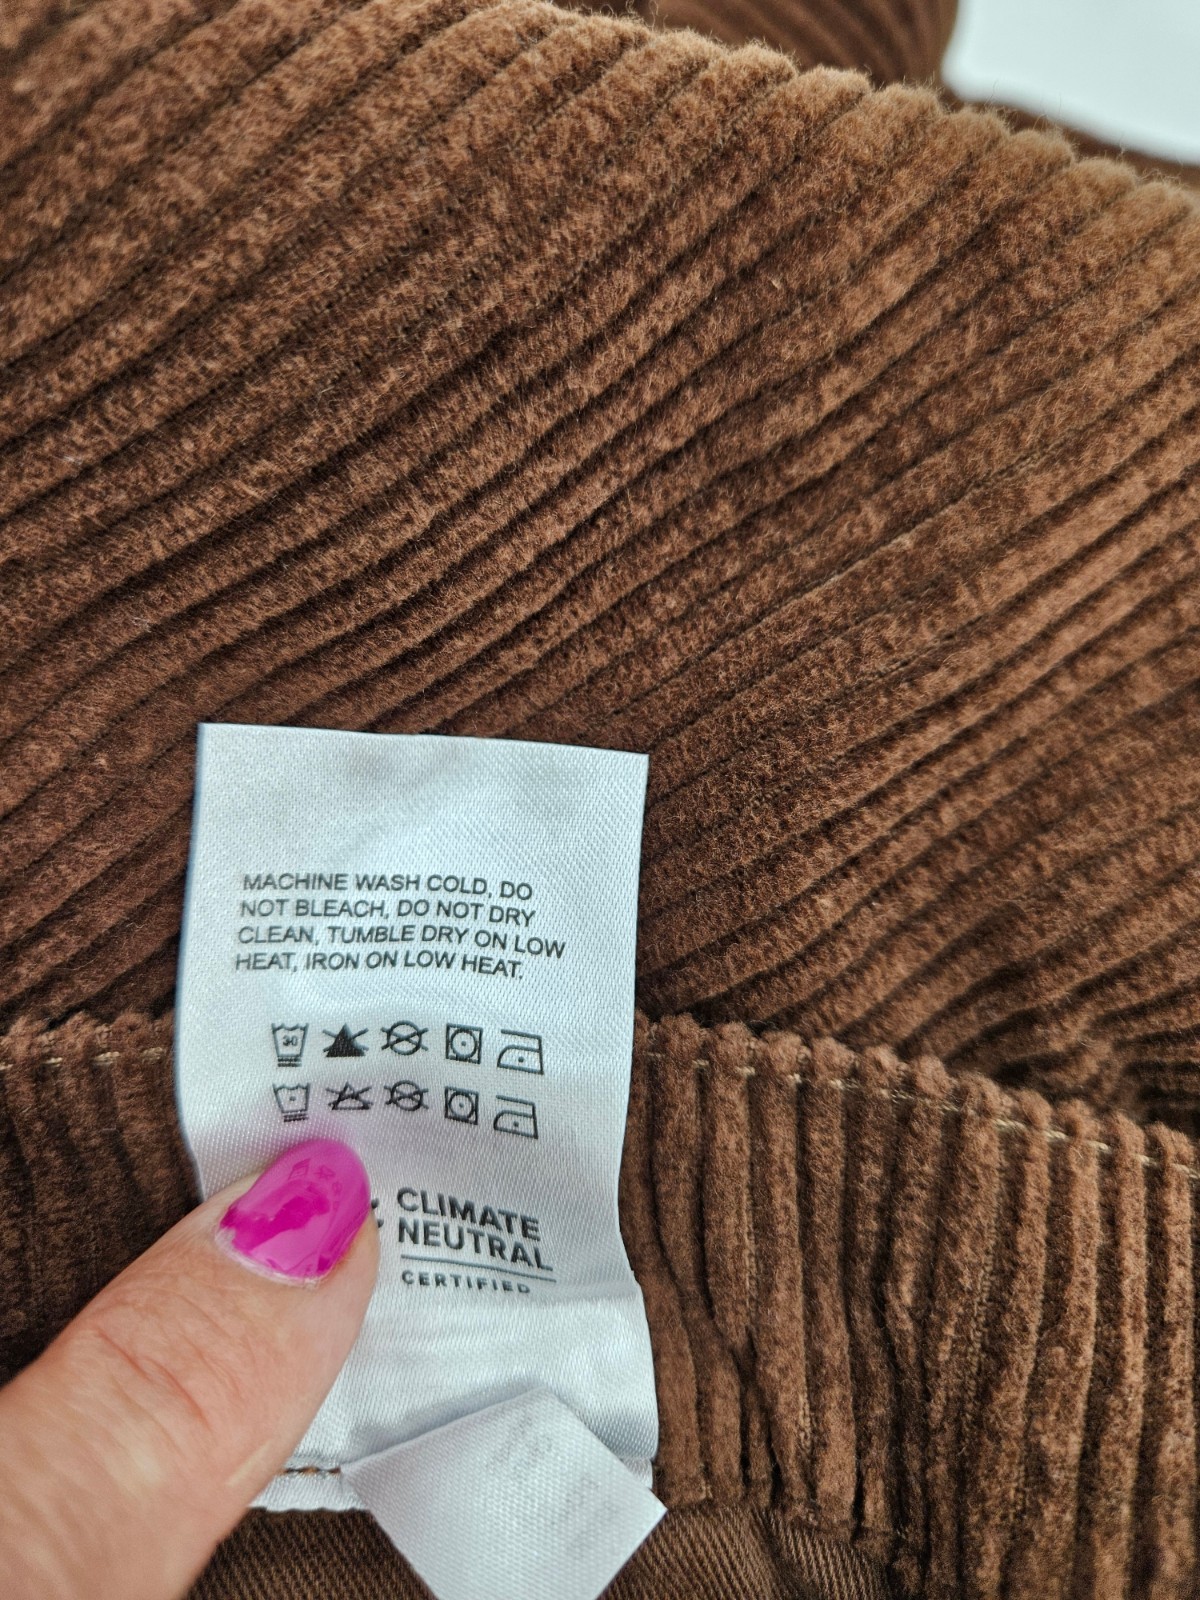 MACHINE WASH COLD, DO
NOT BLEACH, DO NOT DRY
CLEAN, TUMBLE DRY ON LOW
HEAT, IRON ON LOW HEAT.
30
CLIMATE
NEUTRAL
CERTIFIED